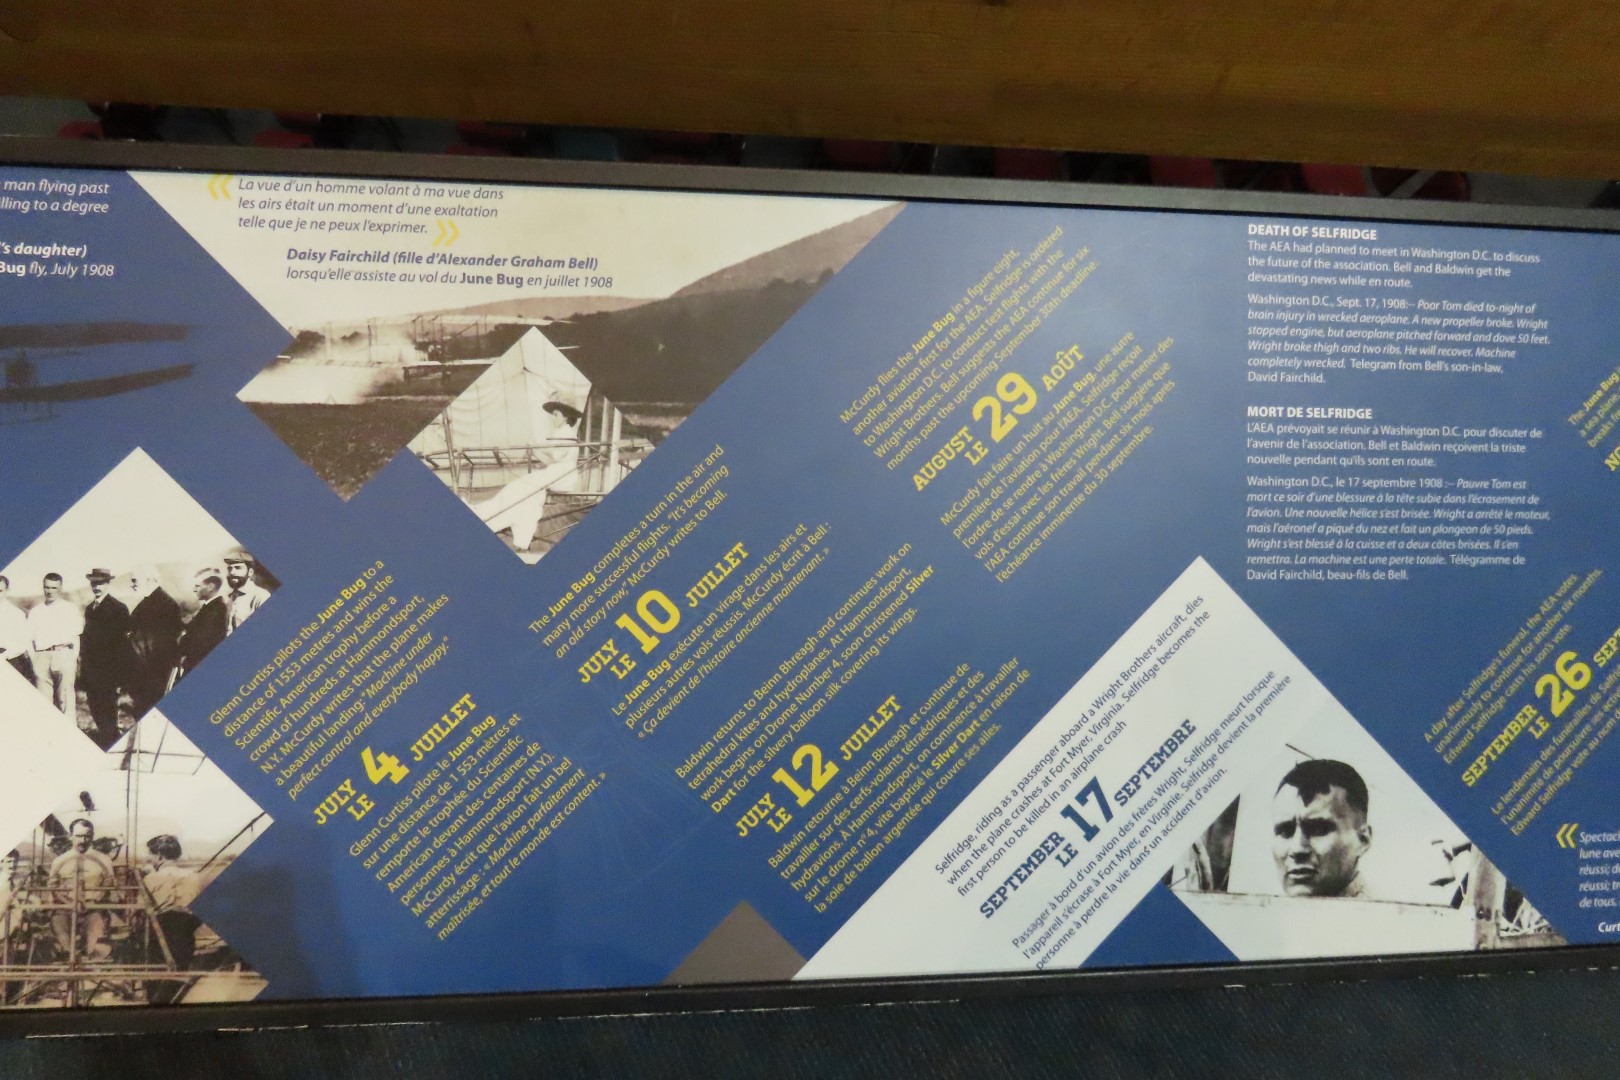 man flying past
lling to a degree
's daughter)
Bug fly, July 1908
« La vue d'un homme volant à ma vue dans
les airs était un moment d'une exaltation
telle que je ne peux l'exprimer. »
Daisy Fairchild (fille d'Alexander Graham Bell)
lorsqu'elle assiste au vol du June Bug en juillet 1908
Glenn Curtiss pilots the June Bug to a
distance of 1553 metres and wins the
Scientific American trophy before a
crowd of hundreds at Hammondsport,
N.Y. McCurdy writes that the plane makes
a beautiful landing: "Machine under
perfect control and everybody happy."
JULY
LE 4 JUILLET
Glenn Curtiss pilote le June Bug
sur une distance de 1 553 mètres et
remporte le trophée du Scientific
American devant des centaines de
personnes à Hammondsport (N.Y.).
McCurdy écrit que l'avion fait un bel
atterrissage : « Machine parfaitement
maîtrisée, et tout le monde est content. »
The June Bug completes a turn in the air and
many more successful flights. "It's becoming
an old story now," McCurdy writes to Bell.
JULY
LE 10 JUILLET
Le June Bug exécute un virage dans les airs et
plusieurs autres vols réussis. McCurdy écrit à Bell :
« Ça devient de l'histoire ancienne maintenant. »
Baldwin returns to Beinn Bhreagh and continues work on
tetrahedral kites and hydroplanes. At Hammondsport,
work begins on Drome Number 4, soon christened Silver
Dart for the silvery balloon silk covering its wings.
JULY
LE 12 JUILLET
Baldwin retourne à Beinn Bhreagh et continue de
travailler sur des cerfs-volants tétraédriques et des
hydravions. À Hammondsport, on commence à travailler
sur le drome n° 4, vite baptisé le Silver Dart en raison de
la soie de ballon argentée qui couvre ses ailes.
McCurdy flies the June Bug in a figure eight,
another aviation first for the AEA. Selfridge is ordered
to Washington D.C. to conduct test flights with the
Wright Brothers. Bell suggests the AEA continue for six
months past the upcoming September 30th deadline.
AUGUST
LE 29 AOÛT
McCurdy fait faire un huit au June Bug, une autre
première de l'aviation pour l'AEA. Selfridge reçoit
l'ordre de se rendre à Washington D.C. pour mener des
vols d'essai avec les frères Wright. Bell suggère que
l'AEA continue son travail pendant six mois après
l'échéance imminente du 30 septembre.
Selfridge, riding as a passenger aboard a Wright Brothers aircraft, dies
when the plane crashes at Fort Myer, Virginia. Selfridge becomes the
first person to be killed in an airplane crash
SEPTEMBER
LE 17 SEPTEMBRE
Passager à bord d'un avion des frères Wright, Selfridge meurt lorsque
l'appareil s'écrase à Fort Myer, en Virginie. Selfridge devient la première
personne à perdre la vie dans un accident d'avion.
DEATH OF SELFRIDGE
The AEA had planned to meet in Washington D.C. to discuss
the future of the association. Bell and Baldwin get the
devastating news while en route.
Washington D.C., Sept. 17, 1908:– Poor Tom died to-night of
brain injury in wrecked aeroplane. A new propeller broke. Wright
stopped engine, but aeroplane pitched forward and dove 50 feet.
Wright broke thigh and two ribs. He will recover. Machine
completely wrecked. Telegram from Bell's son-in-law,
David Fairchild.
MORT DE SELFRIDGE
L'AEA prévoyait se réunir à Washington D.C. pour discuter de
l'avenir de l'association. Bell et Baldwin reçoivent la triste
nouvelle pendant qu'ils sont en route.
Washington D.C., le 17 septembre 1908 :– Pauvre Tom est
mort ce soir d'une blessure à la tête subie dans l'écrasement de
l'avion. Une nouvelle hélice s'est brisée. Wright a arrêté le moteur,
mais l'aéronef a piqué du nez et fait un plongeon de 50 pieds.
Wright s'est blessé à la cuisse et a deux côtes brisées. Il s'en
remettra. La machine est une perte totale. Télégramme de
David Fairchild, beau-fils de Bell.
A day after Selfridge's funeral, the AEA votes
unanimously to continue for another six months.
Edward Selfridge casts his son's vote.
SEPTEMBER
LE 26 SEP
Le lendemain des funérailles de
l'unanimité de poursuivre
Edward Selfridge vote au
The June Bug
a sea
NO
« Spectac
lune ave
réussi; d
réussi; tr
de tous.
Curt